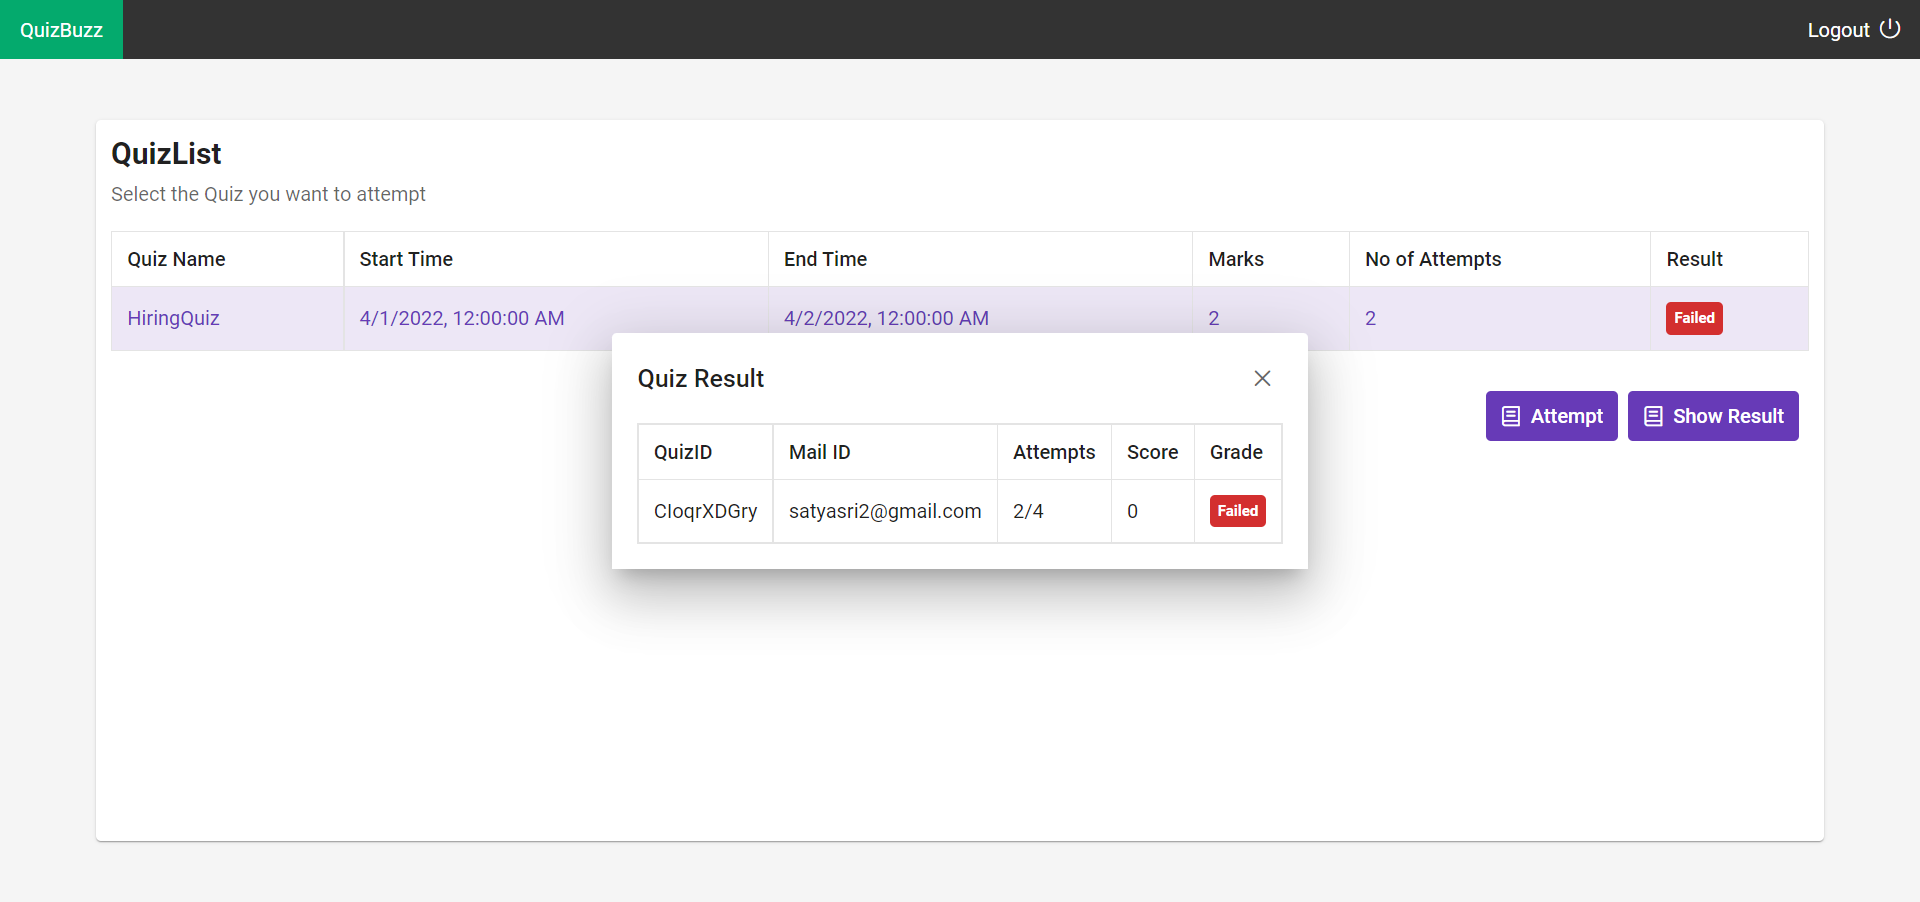 QuizBuzz
Logout
QuizList
Select the Quiz you want to attempt
Quiz Name Start Time End Time Marks No of Attempts Result
HiringQuiz 4/1/2022, 12:00:00 AM 4/2/2022, 12:00:00 AM 2 2 Failed
Attempt Show Result
Quiz Result
QuizID Mail ID Attempts Score Grade
CIoqrXDGry satyasri2@gmail.com 2/4 0 Failed